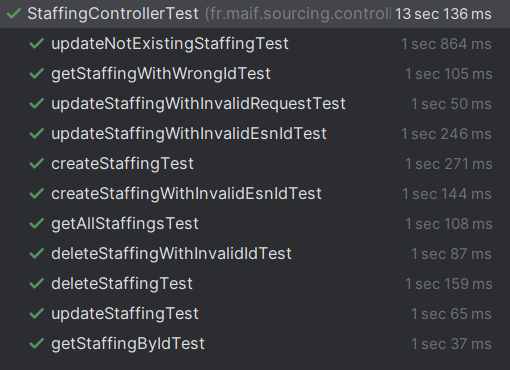 StaffingControllerTest (fr.maif.sourcing.controll 13 sec 136 ms
updateNotExistingStaffingTest 1 sec 864 ms
getStaffingWithWrongIdTest 1 sec 105 ms
updateStaffingWithInvalidRequestTest 1 sec 50 ms
updateStaffingWithInvalidEsnIdTest 1 sec 246 ms
createStaffingTest 1 sec 271 ms
createStaffingWithInvalidEsnIdTest 1 sec 144 ms
getAllStaffingsTest 1 sec 108 ms
deleteStaffingWithInvalidIdTest 1 sec 87 ms
deleteStaffingTest 1 sec 159 ms
updateStaffingTest 1 sec 65 ms
getStaffingByIdTest 1 sec 37 ms